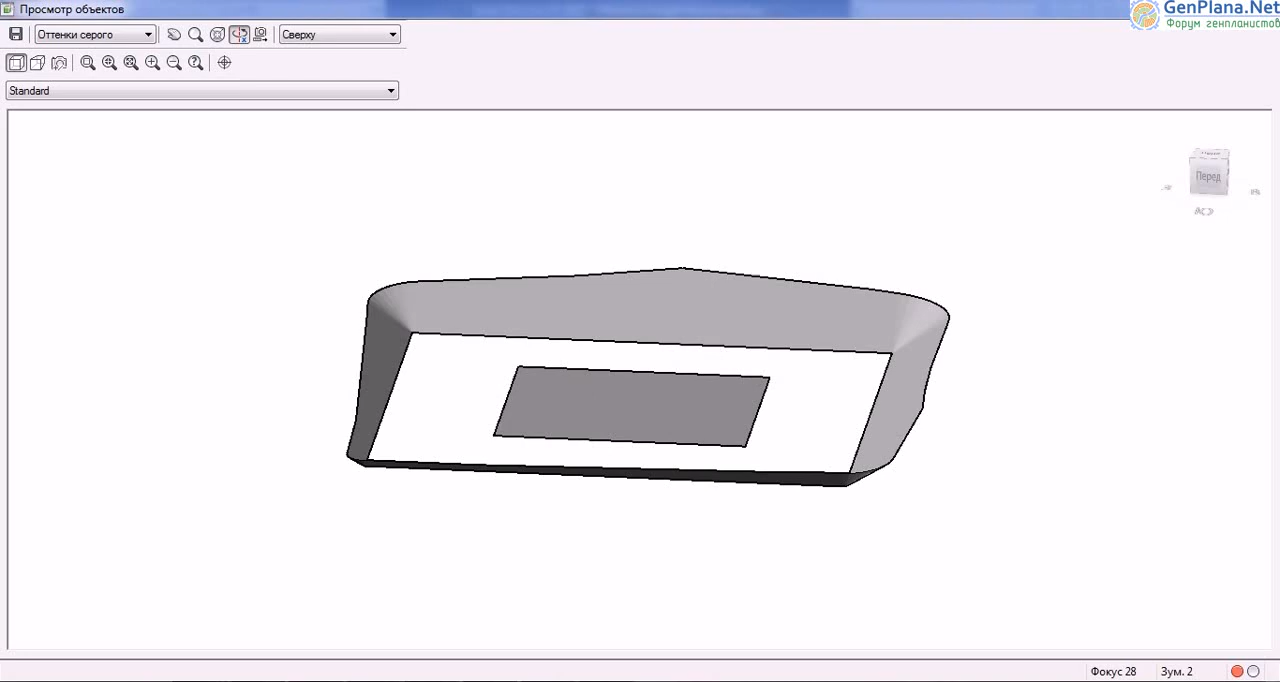 Просмотр объектов
GenPlana.Net
Форум генпланистов
Оттенки серого
Сверху
Standard
Перед
Фокус 28
Зум. 2